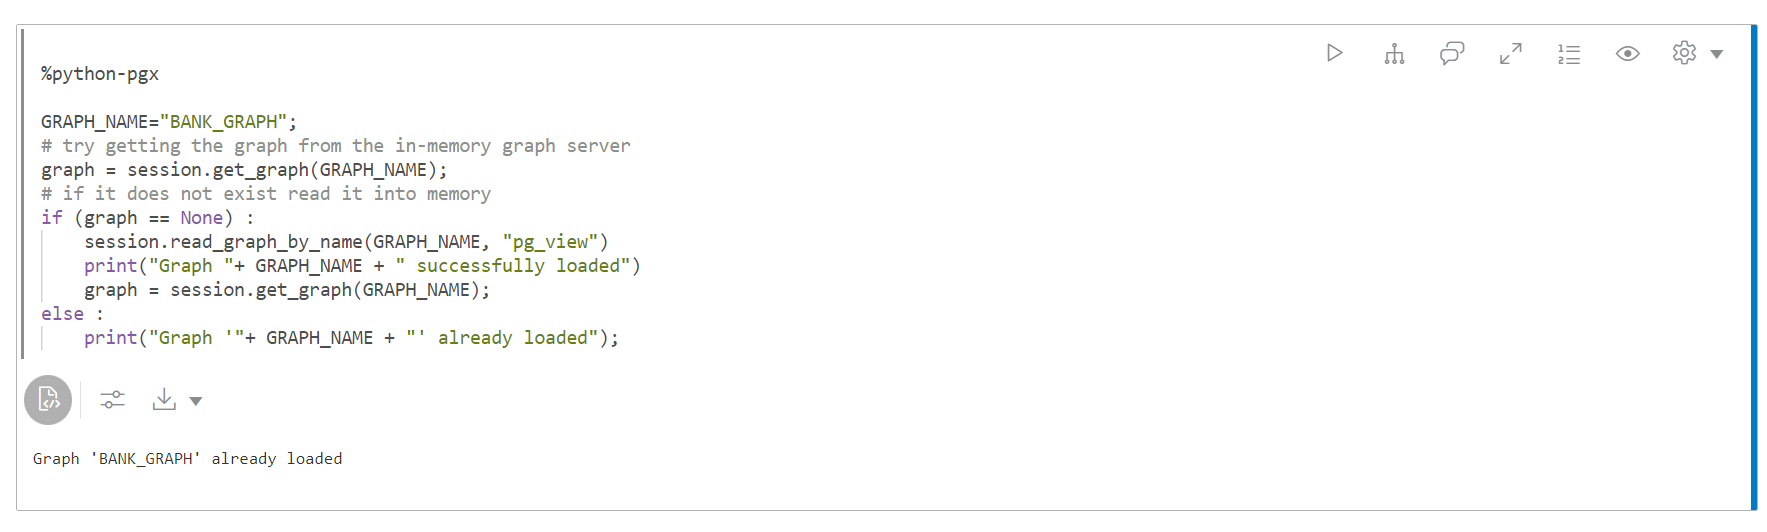 %python-pgx
GRAPH_NAME="BANK_GRAPH";
# try getting the graph from the in-memory graph server
graph = session.get_graph(GRAPH_NAME);
# if it does not exist read it into memory
if (graph == None) :
    session.read_graph_by_name(GRAPH_NAME, "pg_view")
    print("Graph "+ GRAPH_NAME + " successfully loaded")
    graph = session.get_graph(GRAPH_NAME);
else :
    print("Graph '"+ GRAPH_NAME + "' already loaded");
Graph 'BANK_GRAPH' already loaded